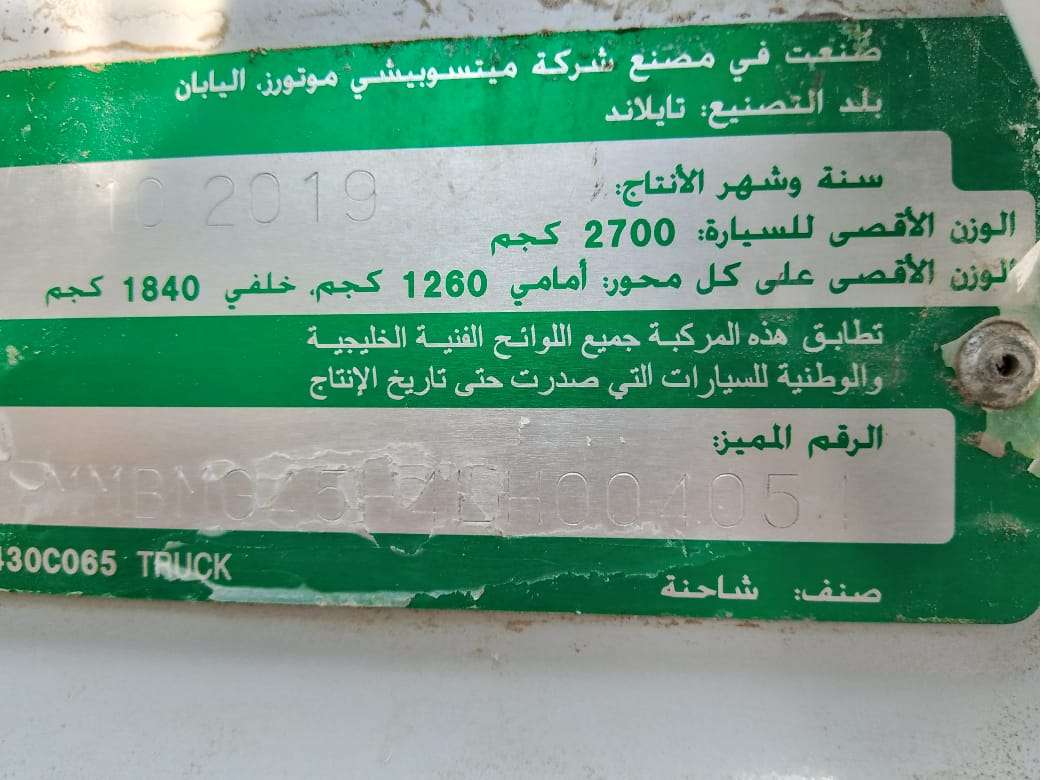 صُنعت في مصنع شركة ميتسوبيشي موتورز. اليابان
بلد التصنيع: تايلاند
سنة وشهر الأنتاج:
10 2019
الوزن الأقصى للسيارة: 2700 كجم
الوزن الأقصى على كل محور: أمامي 1260 كجم. خلفي 1840 كجم
تطابق هذه المركبة جميع اللوائح الفنية الخليجية
والوطنية للسيارات التي صدرت حتى تاريخ الإنتاج
الرقم المميز:
صنف: شاحنة
430C065 TRUCK